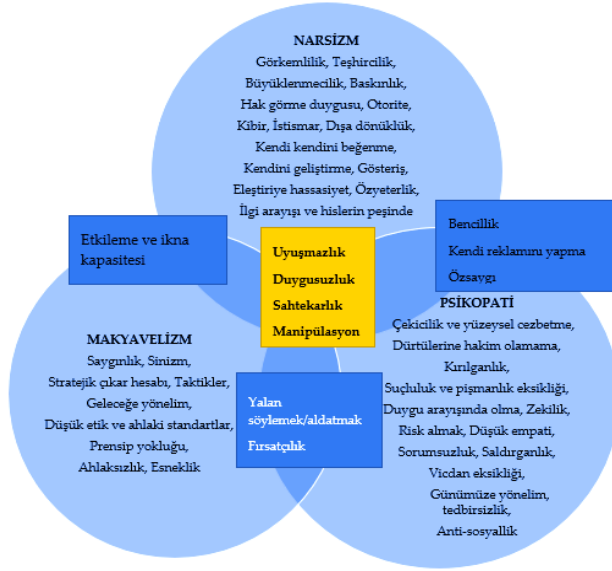 NARSİZM
Görkemlilik, Teşhircilik,
Büyüklenmecilik, Baskınlık,
Hak görme duygusu, Otorite,
Kibir, İstismar, Dışa dönüklük,
Kendi kendini beğenme,
Kendini geliştirme, Gösteriş,
Eleştiriye hassasiyet, Özyeterlik,
İlgi arayışı ve hislerin peşinde
Etkileme ve ikna
kapasitesi
Uyuşmazlık
Duygusuzluk
Sahtekarlık
Manipülasyon
Bencillik
Kendi reklamını yapma
Özsaygı
MAKYAVELİZM
Saygınlık, Sinizm,
Stratejik çıkar hesabı, Taktikler,
Geleceğe yönelim,
Düşük etik ve ahlaki standartlar,
Prensip yokluğu,
Ahlaksızlık, Esneklik
Yalan
söylemek/aldatmak
Fırsatçılık
PSİKOPATİ
Çekicilik ve yüzeysel cezbetme,
Dürtülerine hakim olamama,
Kırılganlık,
Suçluluk ve pişmanlık eksikliği,
Duygu arayışında olma, Zekilik,
Risk almak, Düşük empati,
Sorumsuzluk, Saldırganlık,
Vicdan eksikliği,
Günümüze yönelim,
tedbirsizlik,
Anti-sosyallik